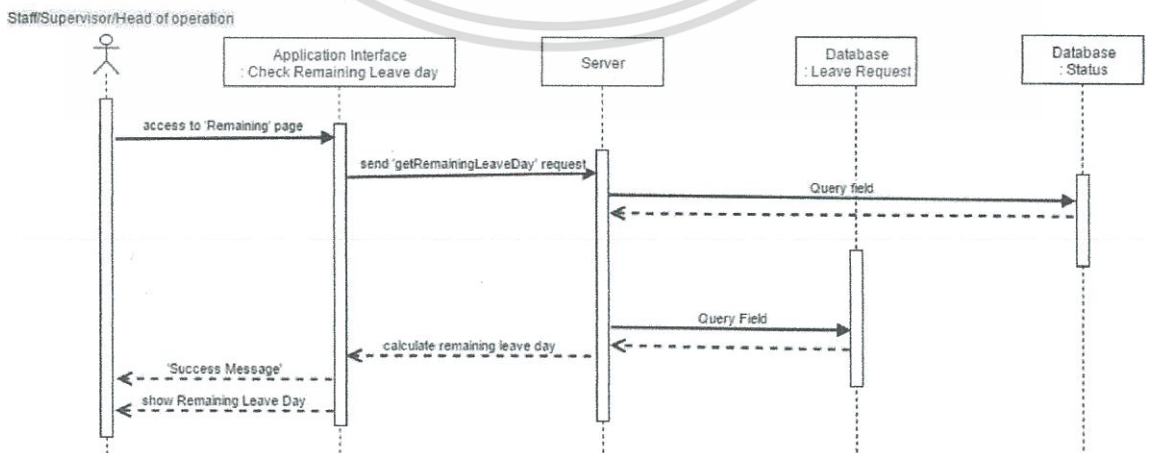 Staff/Supervisor/Head of operation
Application Interface
: Check Remaining Leave day
Server
Database
: Leave Request
Database
: Status
access to 'Remaining' page
send 'getRemainingLeaveDay' request
Query field
Query Field
calculate remaining leave day
'Success Message'
show Remaining Leave Day